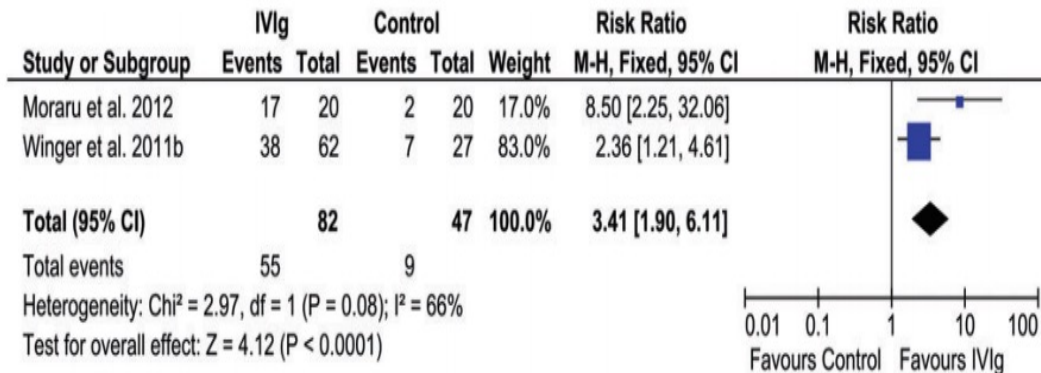 IVIg Control Risk Ratio Risk Ratio
Study or Subgroup Events Total Events Total Weight M-H, Fixed, 95% CI M-H, Fixed, 95% CI
Moraru et al. 2012 17 20 2 20 17.0% 8.50 [2.25, 32.06]
Winger et al. 2011b 38 62 7 27 83.0% 2.36 [1.21, 4.61]
Total (95% CI) 82 47 100.0% 3.41 [1.90, 6.11]
Total events 55 9
Heterogeneity: Chi² = 2.97, df = 1 (P = 0.08); I² = 66%
Test for overall effect: Z = 4.12 (P < 0.0001)
0.01 0.1 1 10 100
Favours Control Favours IVIg